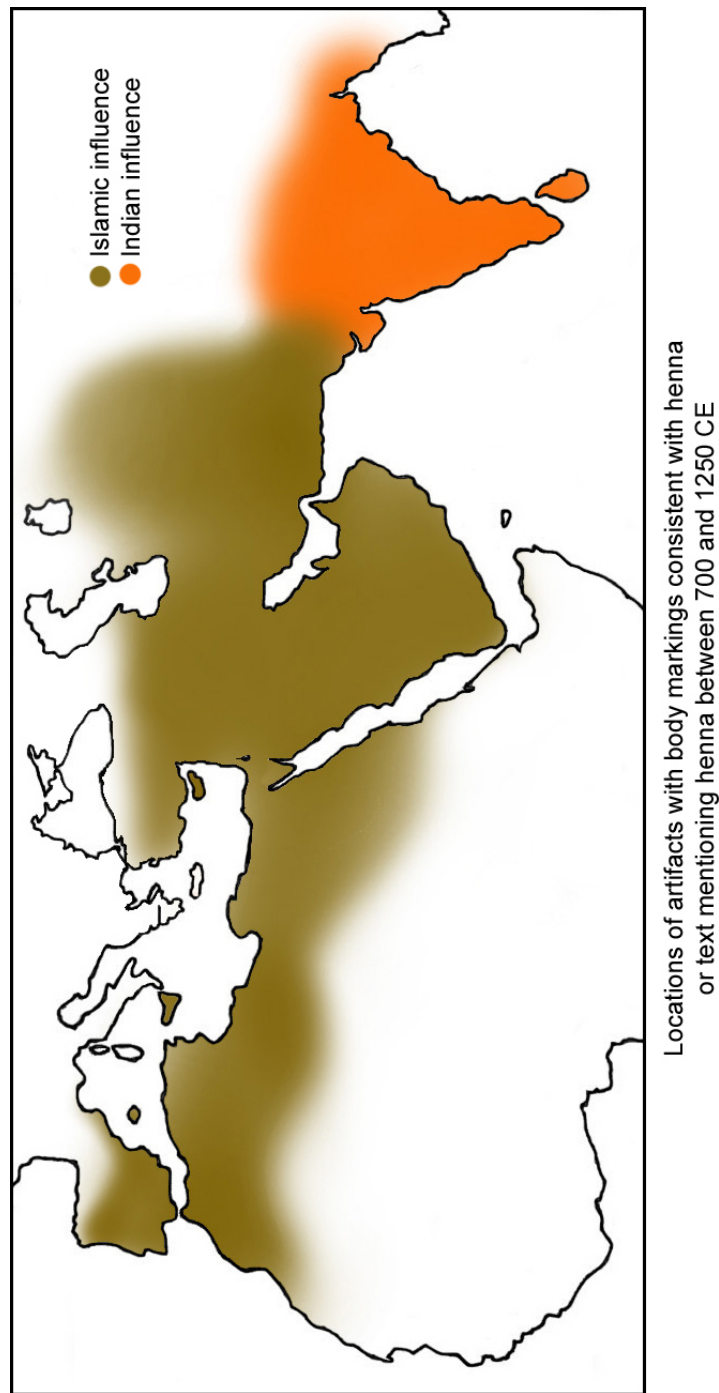 Islamic influence
Indian influence
Locations of artifacts with body markings consistent with henna
or text mentioning henna between 700 and 1250 CE